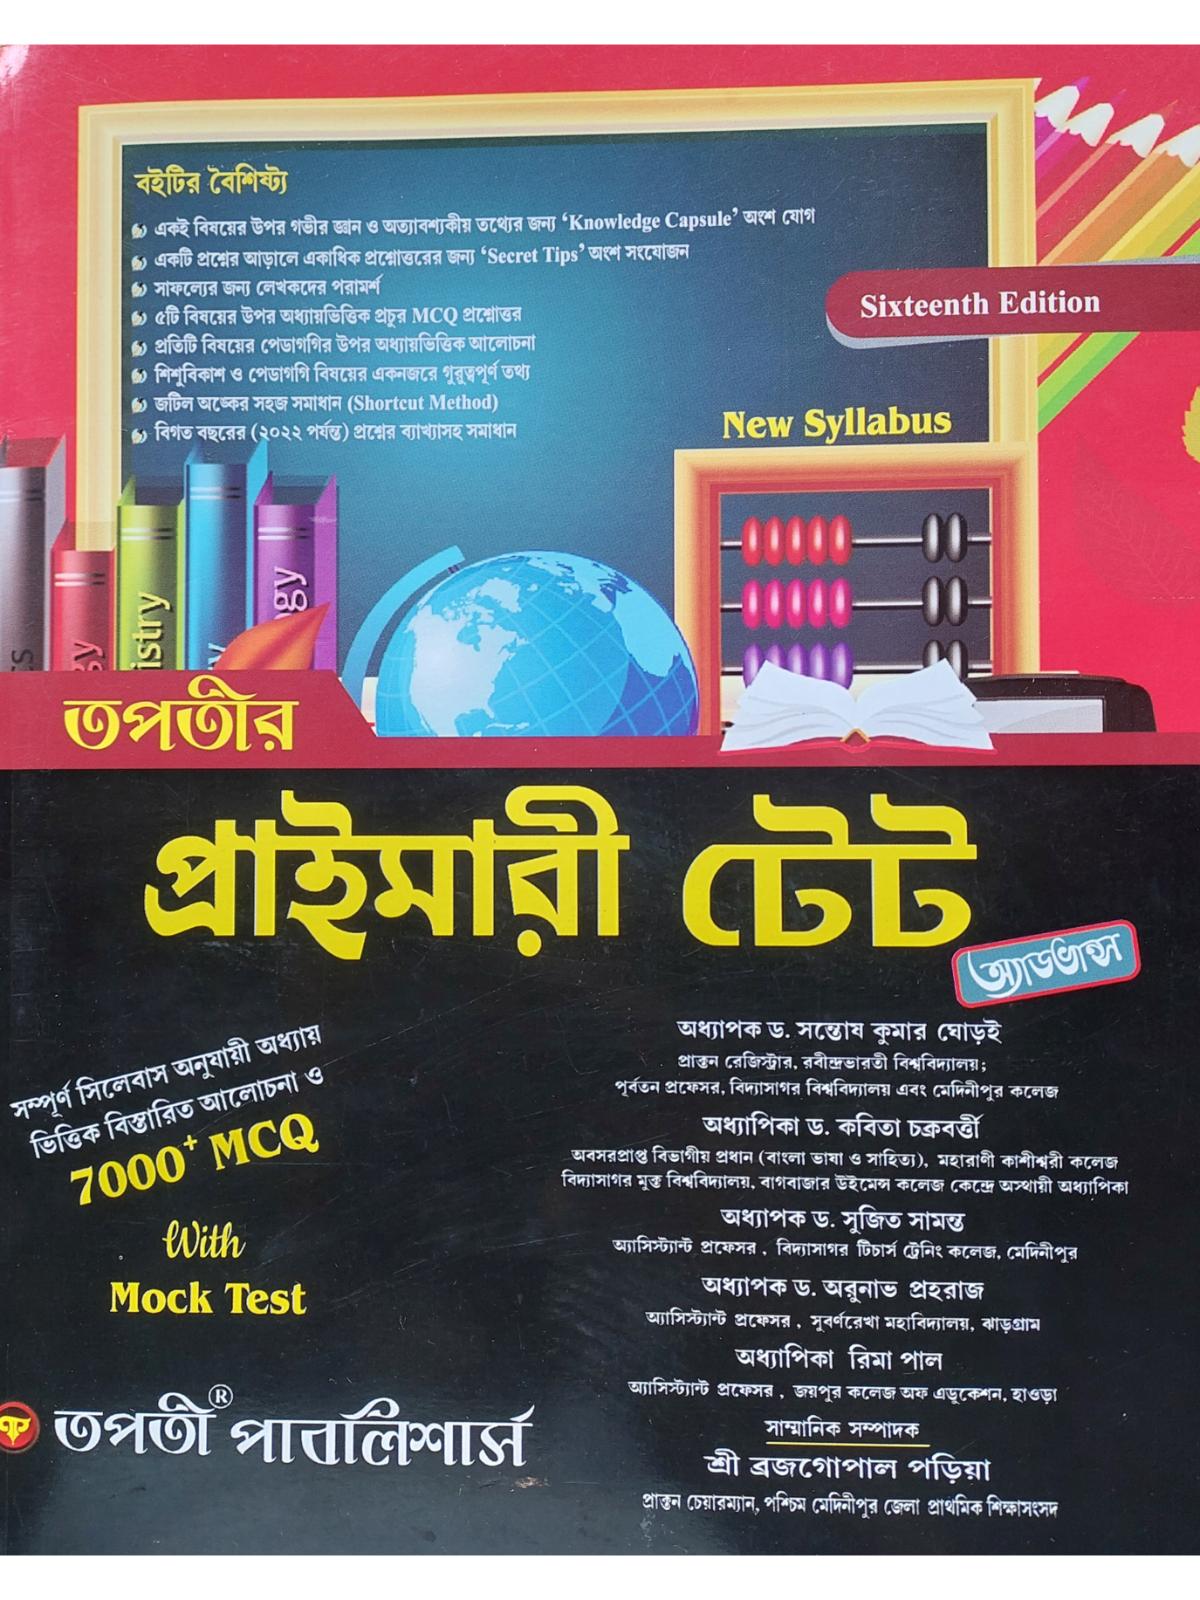 বইটির বৈশিষ্ট্য
একই বিষয়ের উপর গভীর জ্ঞান ও অত্যাবশ্যকীয় তথ্যের জন্য ‘Knowledge Capsule’ অংশ যোগ
একটি প্রশ্নের আড়ালে একাধিক প্রশ্নোত্তরের জন্য ‘Secret Tips’ অংশ সংযোজন
সাফল্যের জন্য লেখকদের পরামর্শ
৫টি বিষয়ের উপর অধ্যায়ভিত্তিক প্রচুর MCQ প্রশ্নোত্তর
প্রতিটি বিষয়ের পেডাগগির উপর অধ্যায়ভিত্তিক আলোচনা
শিশুবিকাশ ও পেডাগগি বিষয়ের একনজরে গুরুত্বপূর্ণ তথ্য
জটিল অঙ্কের সহজ সমাধান (Shortcut Method)
বিগত বছরের (২০২২ পর্যন্ত) প্রশ্নের ব্যাখ্যাসহ সমাধান
Sixteenth Edition
New Syllabus
তপতীর
প্রাইমারী টেট
অ্যাডভান্স
সম্পূর্ণ সিলেবাস অনুযায়ী অধ্যায়
ভিত্তিক বিস্তারিত আলোচনা ও
7000+ MCQ
With
Mock Test
তপতী® পাবলিশার্স
অধ্যাপক ড. সন্তোষ কুমার ঘোড়ই
প্রাক্তন রেজিস্ট্রার, রবীন্দ্রভারতী বিশ্ববিদ্যালয়;
পূর্বতন প্রফেসর, বিদ্যাসাগর বিশ্ববিদ্যালয় এবং মেদিনীপুর কলেজ
অধ্যাপিকা ড. কবিতা চক্রবর্ত্তী
অবসরপ্রাপ্ত বিভাগীয় প্রধান (বাংলা ভাষা ও সাহিত্য), মহারাণী কাশীশ্বরী কলেজ
বিদ্যাসাগর মুক্ত বিশ্ববিদ্যালয়, বাগবাজার উইমেন্স কলেজ কেন্দ্রে অস্থায়ী অধ্যাপিকা
অধ্যাপক ড. সুজিত সামন্ত
অ্যাসিস্ট্যান্ট প্রফেসর, বিদ্যাসাগর টিচার্স ট্রেনিং কলেজ, মেদিনীপুর
অধ্যাপক ড. অরুনাভ প্রহরাজ
অ্যাসিস্ট্যান্ট প্রফেসর, সুবর্ণরেখা মহাবিদ্যালয়, ঝাড়গ্রাম
অধ্যাপিকা রিমা পাল
অ্যাসিস্ট্যান্ট প্রফেসর, জয়পুর কলেজ অফ এডুকেশন, হাওড়া
সাম্মানিক সম্পাদক
শ্রী ব্রজগোপাল পড়িয়া
প্রাক্তন চেয়ারম্যান, পশ্চিম মেদিনীপুর জেলা প্রাথমিক শিক্ষাসংসদ